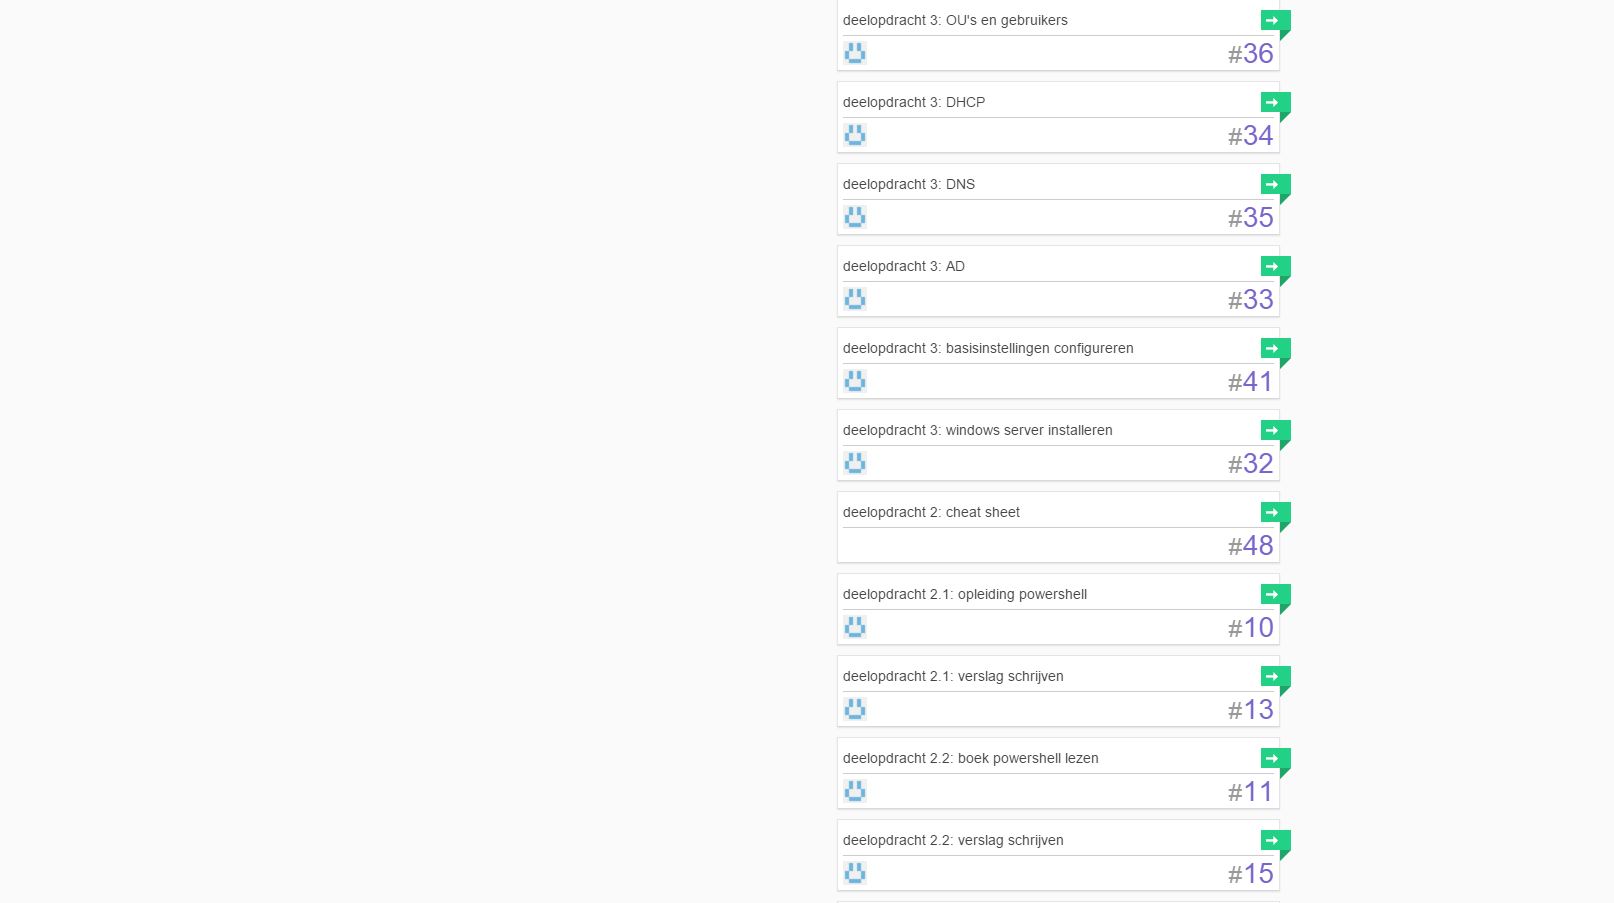 deelopdracht 3: OU's en gebruikers
#36
deelopdracht 3: DHCP
#34
deelopdracht 3: DNS
#35
deelopdracht 3: AD
#33
deelopdracht 3: basisinstellingen configureren
#41
deelopdracht 3: windows server installeren
#32
deelopdracht 2: cheat sheet
#48
deelopdracht 2.1: opleiding powershell
#10
deelopdracht 2.1: verslag schrijven
#13
deelopdracht 2.2: boek powershell lezen
#11
deelopdracht 2.2: verslag schrijven
#15